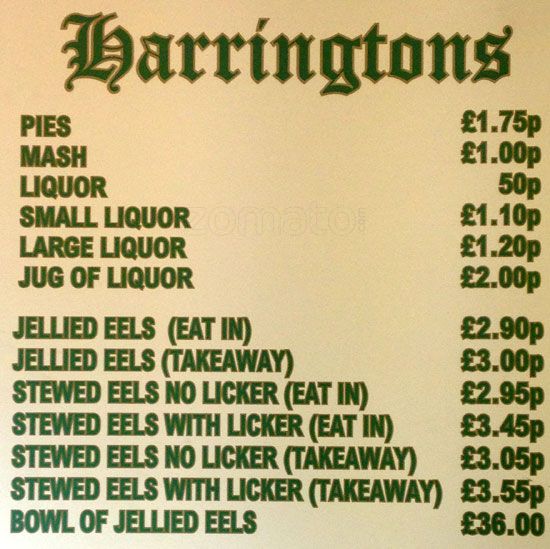 Harringtons
PIES £1.75p
MASH £1.00p
LIQUOR 50p
SMALL LIQUOR £1.10p
zomato
LARGE LIQUOR £1.20p
JUG OF LIQUOR £2.00p
JELLIED EELS (EAT IN) £2.90p
JELLIED EELS (TAKEAWAY) £3.00p
STEWED EELS NO LICKER (EAT IN) £2.95p
STEWED EELS WITH LICKER (EAT IN) £3.45p
STEWED EELS NO LICKER (TAKEAWAY) £3.05p
STEWED EELS WITH LICKER (TAKEAWAY) £3.55p
BOWL OF JELLIED EELS £36.00